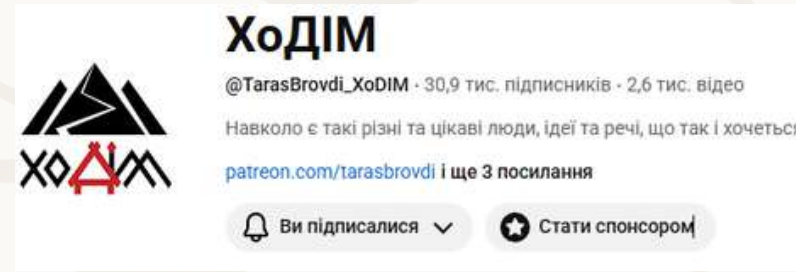 ХоДІМ
@TarasBrovdi_XoDIM · 30,9 тис. підписників · 2,6 тис. відео
Навколо є такі різні та цікаві люди, ідеї та речі, що так і хочеться
ХОДІМ
patreon.com/tarasbrovdi і ще 3 посилання
Ви підписалися
Стати спонсором